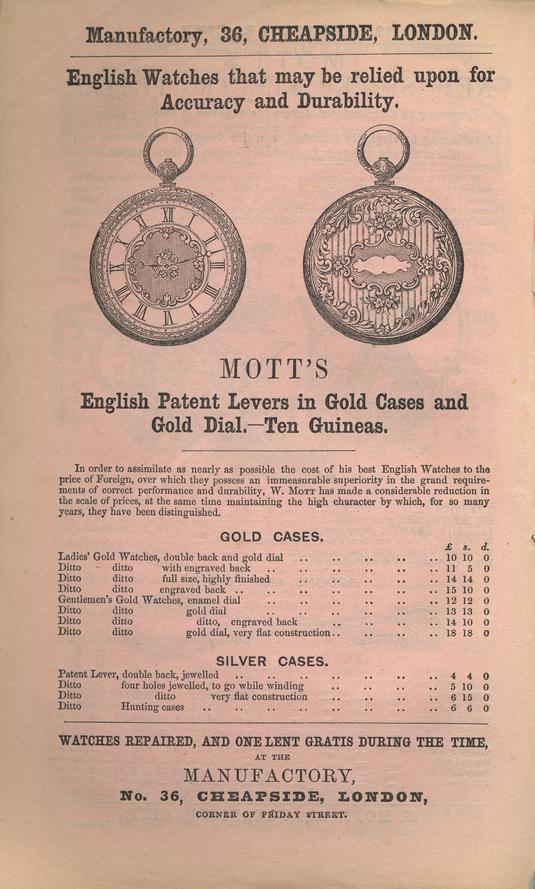 Manufactory, 36, CHEAPSIDE, LONDON.
English Watches that may be relied upon for
Accuracy and Durability.
MOTT'S
English Patent Levers in Gold Cases and
Gold Dial.—Ten Guineas.
In order to assimilate as nearly as possible the cost of his best English Watches to the
price of Foreign, over which they possess an immeasurable superiority in the grand require-
ments of correct performance and durability, W. MOTT has made a considerable reduction in
the scale of prices, at the same time maintaining the high character by which, for so many
years, they have been distinguished.
GOLD CASES.
£ s. d.
Ladies' Gold Watches, double back and gold dial .. .. .. .. .. 10 10 0
Ditto ditto with engraved back .. .. .. .. .. .. 11 5 0
Ditto ditto full size, highly finished .. .. .. .. .. 14 14 0
Ditto ditto engraved back .. .. .. .. .. .. 15 10 0
Gentlemen's Gold Watches, enamel dial .. .. .. .. .. .. 12 12 0
Ditto ditto gold dial .. .. .. .. .. .. 13 13 0
Ditto ditto ditto, engraved back .. .. .. .. 14 10 0
Ditto ditto gold dial, very flat construction .. .. .. .. 18 18 0
SILVER CASES.
Patent Lever, double back, jewelled .. .. .. .. .. .. .. 4 4 0
Ditto four holes jewelled, to go while winding .. .. .. .. 5 10 0
Ditto ditto very flat construction .. .. .. .. 6 15 0
Ditto Hunting cases .. .. .. .. .. .. .. .. 6 6 0
WATCHES REPAIRED, AND ONE LENT GRATIS DURING THE TIME,
AT THE
MANUFACTORY,
No. 36, CHEAPSIDE, LONDON,
CORNER OF FRIDAY STREET.